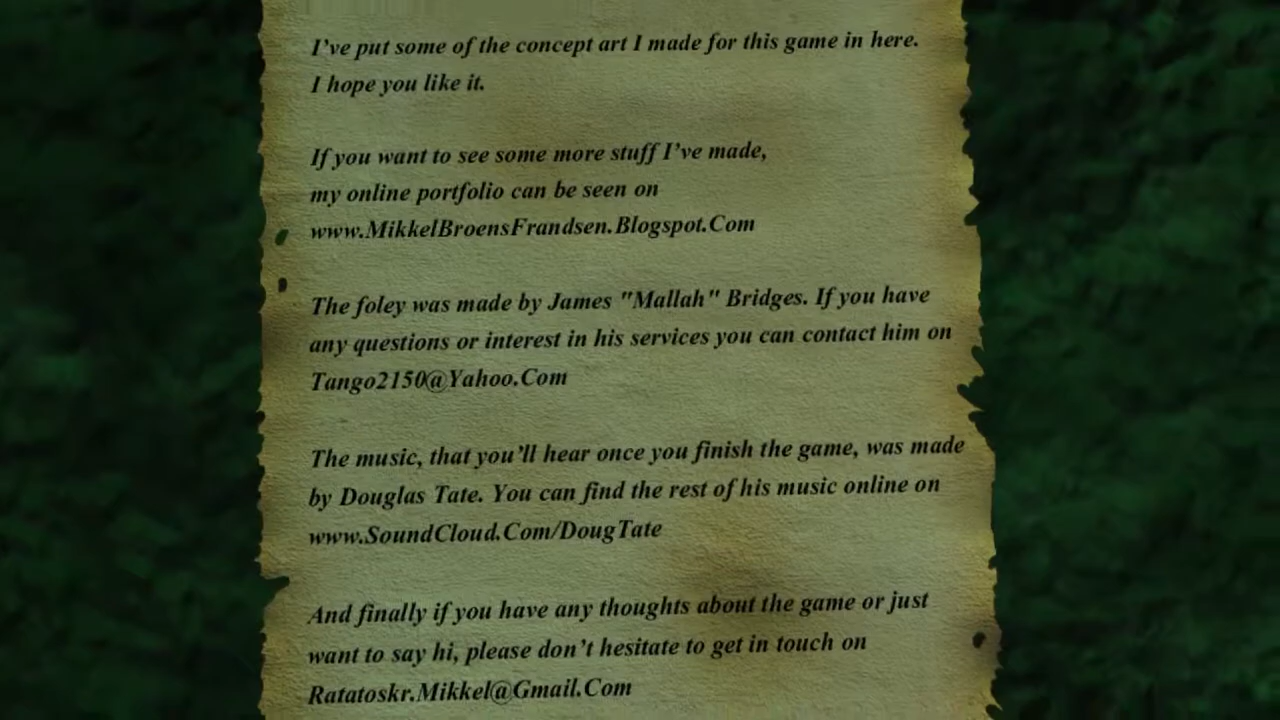 I've put some of the concept art I made for this game in here.
I hope you like it.
If you want to see some more stuff I've made,
my online portfolio can be seen on
www.MikkelBroensFrandsen.Blogspot.Com
The foley was made by James "Mallah" Bridges. If you have
any questions or interest in his services you can contact him on
Tango2150@Yahoo.Com
The music, that you'll hear once you finish the game, was made
by Douglas Tate. You can find the rest of his music online on
www.SoundCloud.Com/DougTate
And finally if you have any thoughts about the game or just
want to say hi, please don't hesitate to get in touch on
Ratatoskr.Mikkel@Gmail.Com